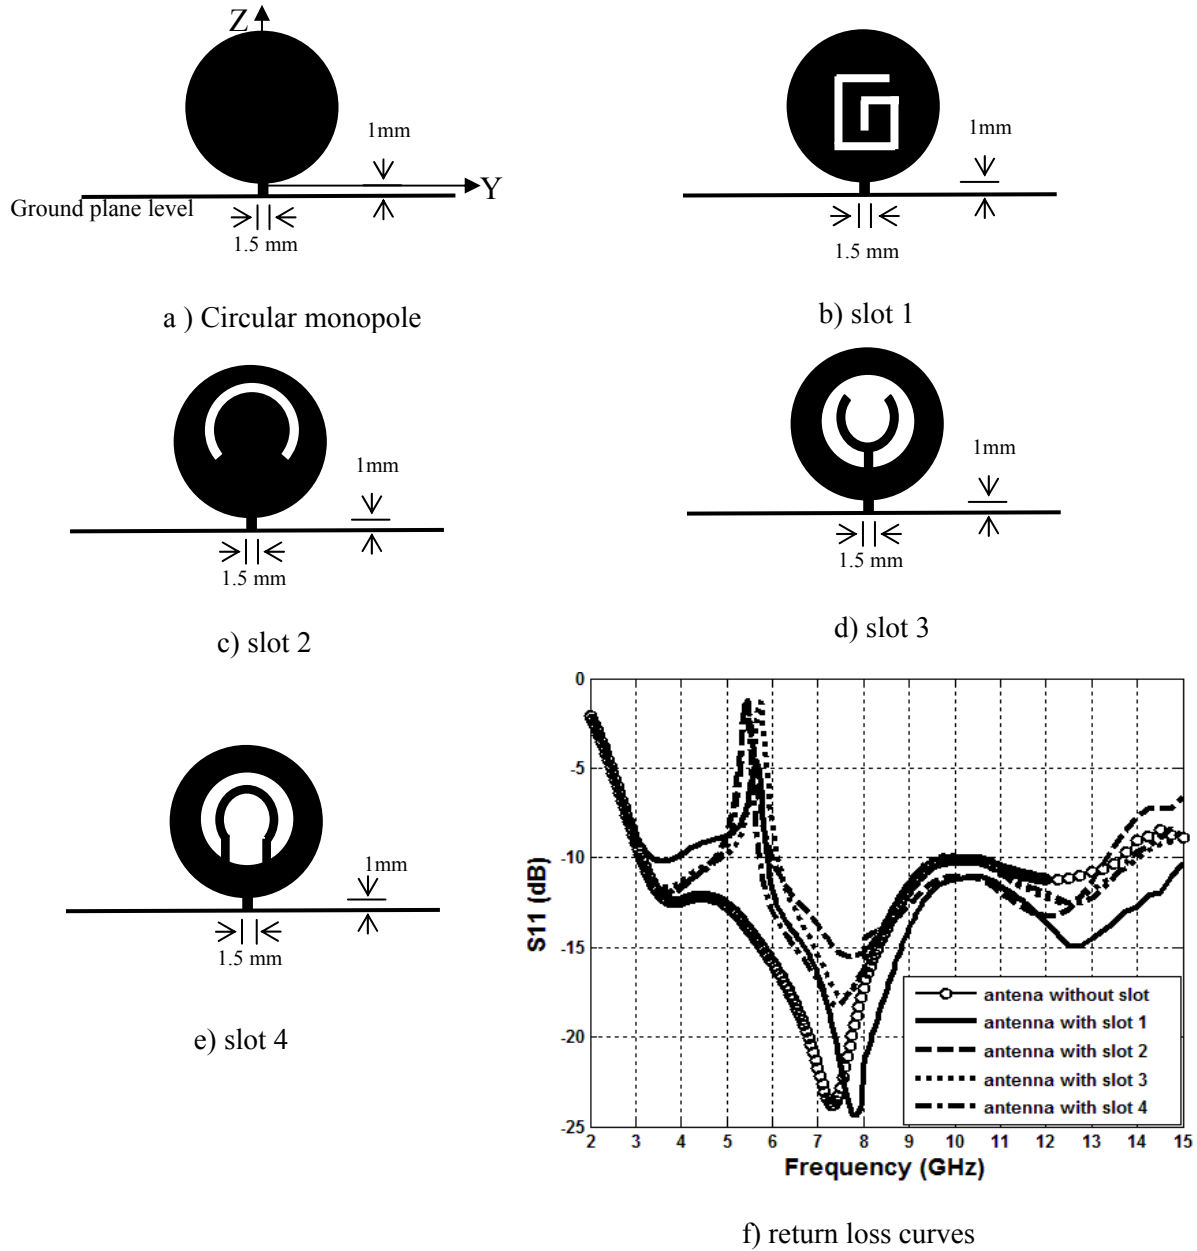 Z
1mm
Y
Ground plane level
1.5 mm
a ) Circular monopole
1mm
1.5 mm
b) slot 1
1mm
1.5 mm
c) slot 2
1mm
1.5 mm
d) slot 3
1mm
1.5 mm
e) slot 4
0
-5
-10
-15
-20
-25
S11 (dB)
antena without slot
antenna with slot 1
antenna with slot 2
antenna with slot 3
antenna with slot 4
2 3 4 5 6 7 8 9 10 11 12 13 14 15
Frequency (GHz)
f) return loss curves